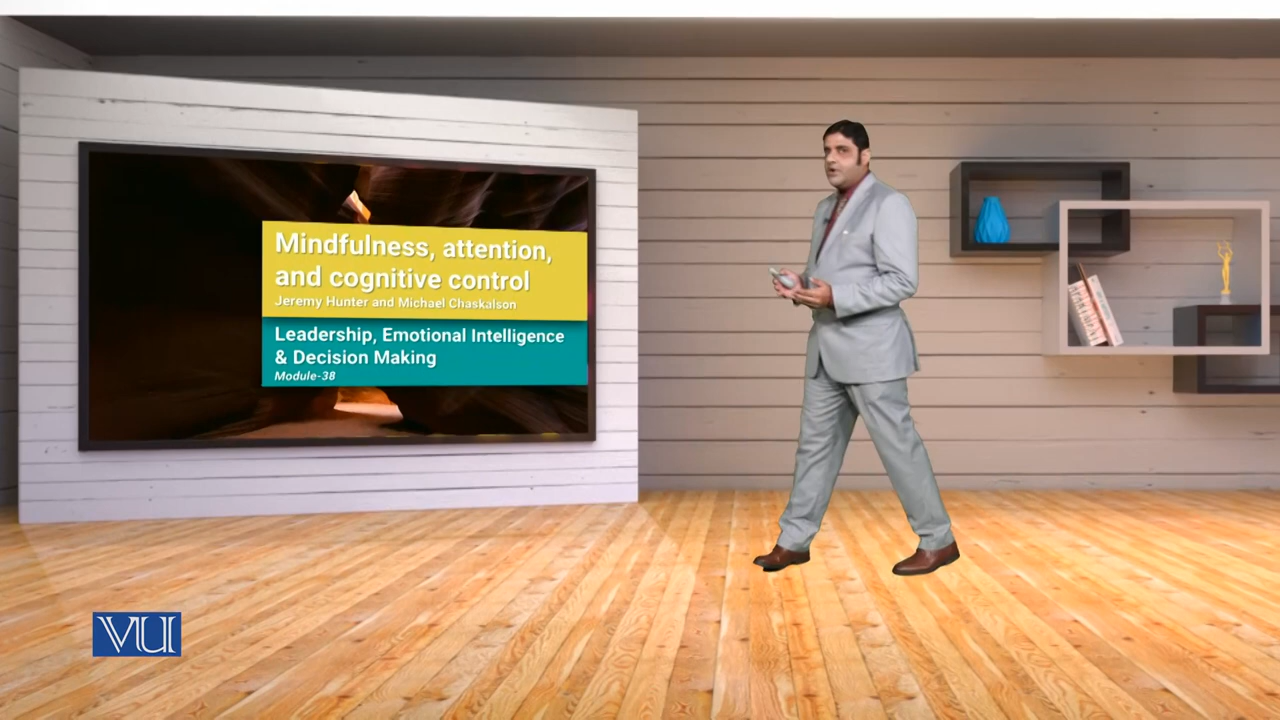 Mindfulness, attention,
and cognitive control
Jeremy Hunter and Michael Chaskalson
Leadership, Emotional Intelligence
& Decision Making
Module-38
VU